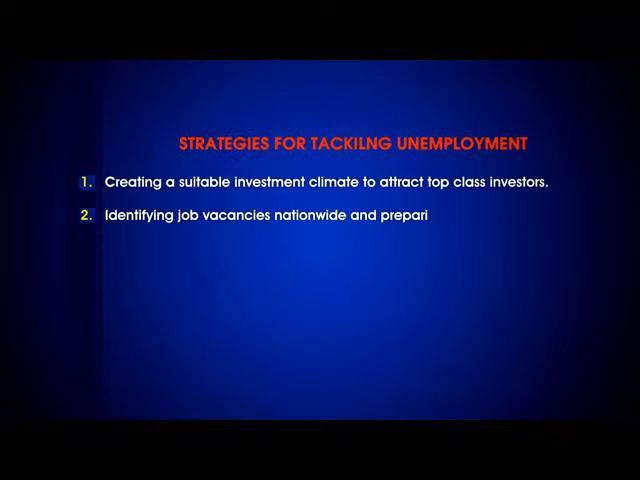 STRATEGIES FOR TACKILNG UNEMPLOYMENT
1. Creating a suitable investment climate to attract top class investors.
2. Identifying job vacancies nationwide and prepari